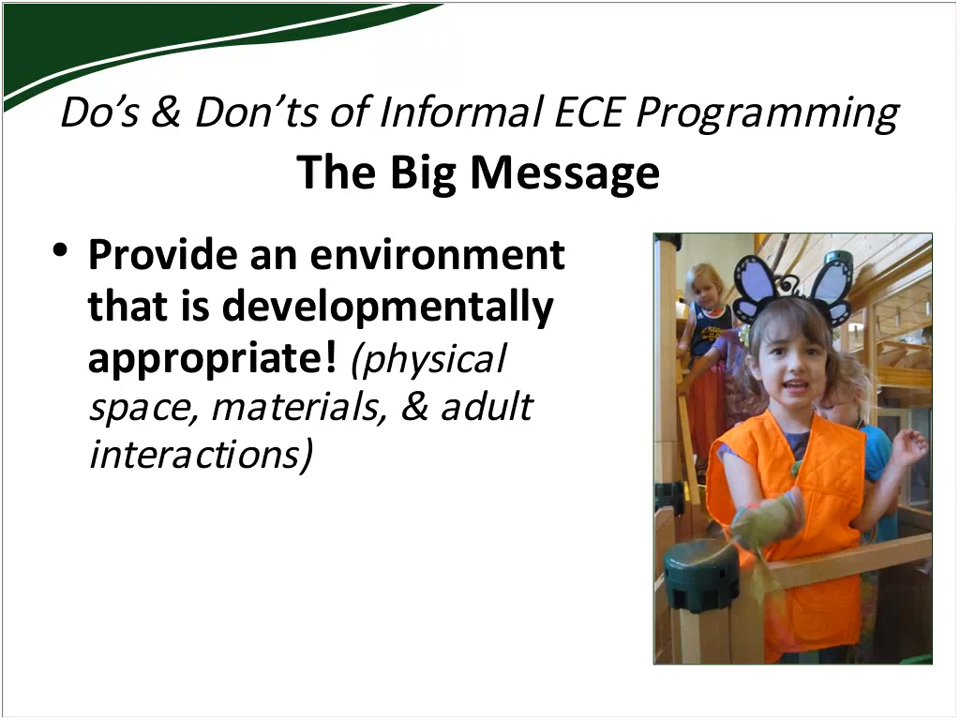 Do’s & Don’ts of Informal ECE Programming
The Big Message
• Provide an environment
that is developmentally
appropriate! (physical
space, materials, & adult
interactions)